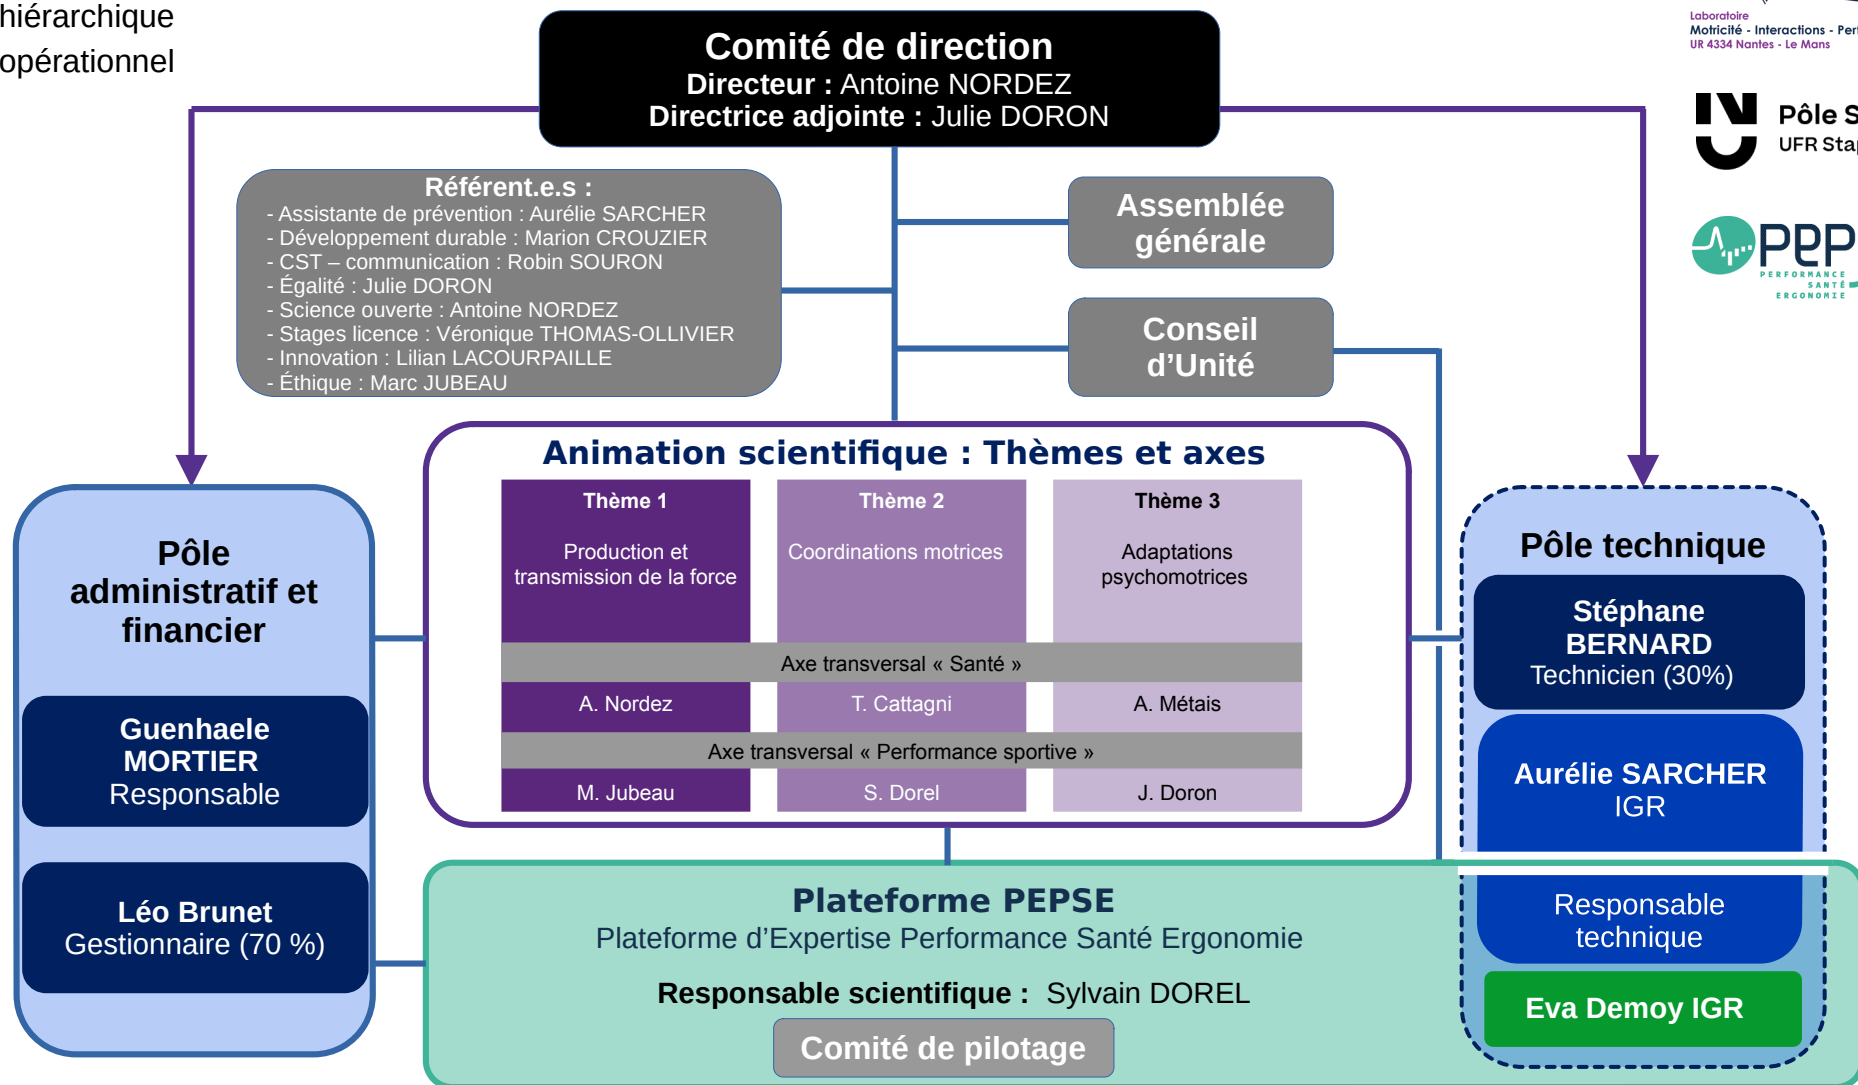 hiérarchique
opérationnel
Comité de direction
Directeur : Antoine NORDEZ
Directrice adjointe : Julie DORON
Laboratoire
Motricité - Interactions - Per
UR 4334 Nantes - Le Mans
Pôle S
UFR Sta
PEP
PERFORMANCE
SANTÉ
ERGONOMIE
Référent.e.s :
- Assistante de prévention : Aurélie SARCHER
- Développement durable : Marion CROUZIER
- CST – communication : Robin SOURON
- Égalité : Julie DORON
- Science ouverte : Antoine NORDEZ
- Stages licence : Véronique THOMAS-OLLIVIER
- Innovation : Lilian LACOURPAILLE
- Éthique : Marc JUBEAU
Assemblée
générale
Conseil
d’Unité
Animation scientifique : Thèmes et axes
Thème 1
Production et
transmission de la force
Thème 2
Coordinations motrices
Thème 3
Adaptations
psychomotrices
Axe transversal « Santé »
A. Nordez
T. Cattagni
A. Métais
Axe transversal « Performance sportive »
M. Jubeau
S. Dorel
J. Doron
Pôle
administratif et
financier
Guenhaele
MORTIER
Responsable
Léo Brunet
Gestionnaire (70 %)
Pôle technique
Stéphane
BERNARD
Technicien (30%)
Aurélie SARCHER
IGR
Responsable
technique
Eva Demoy IGR
Plateforme PEPSE
Plateforme d’Expertise Performance Santé Ergonomie
Responsable scientifique : Sylvain DOREL
Comité de pilotage